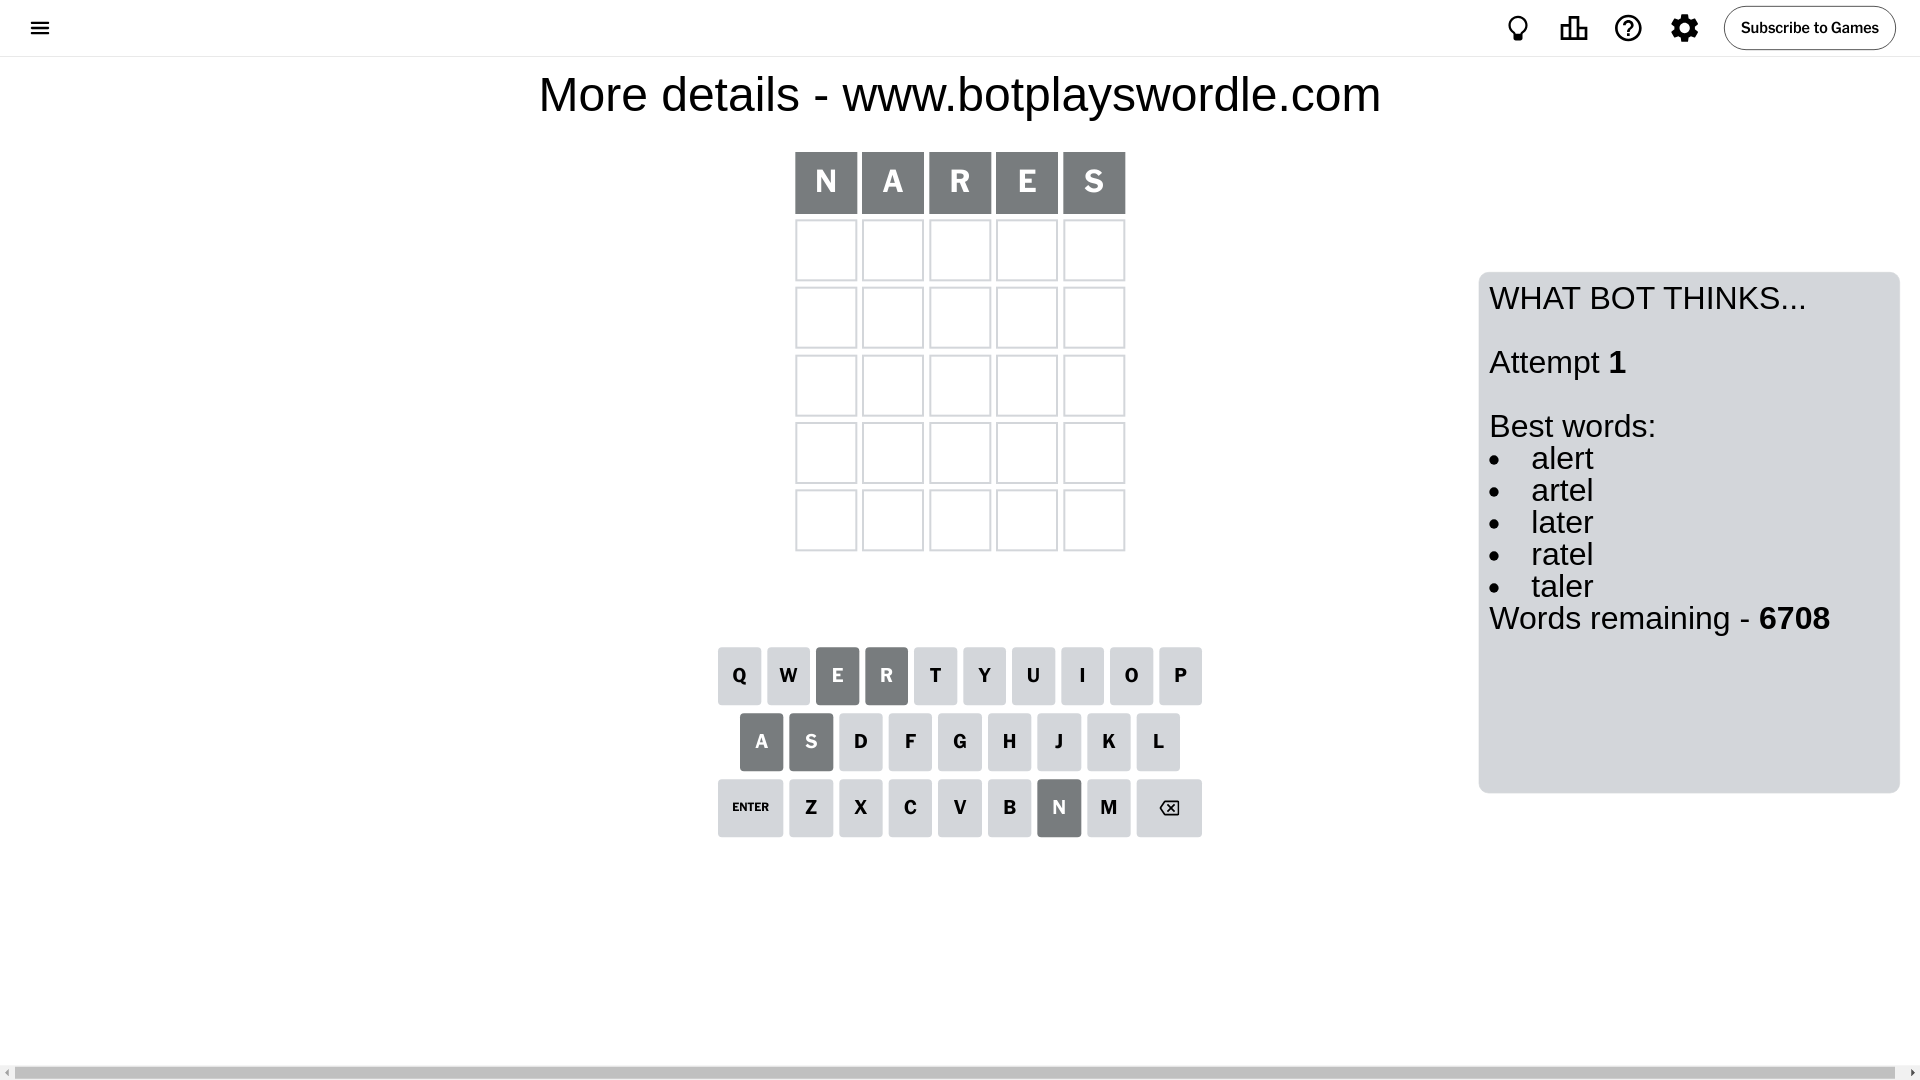 Subscribe to Games
More details - www.botplayswordle.com
N A R E S
WHAT BOT THINKS...
Attempt 1
Best words:
• alert
• artel
• later
• ratel
• taler
Words remaining - 6708
Q W E R T Y U I O P
A S D F G H J K L
ENTER Z X C V B N M